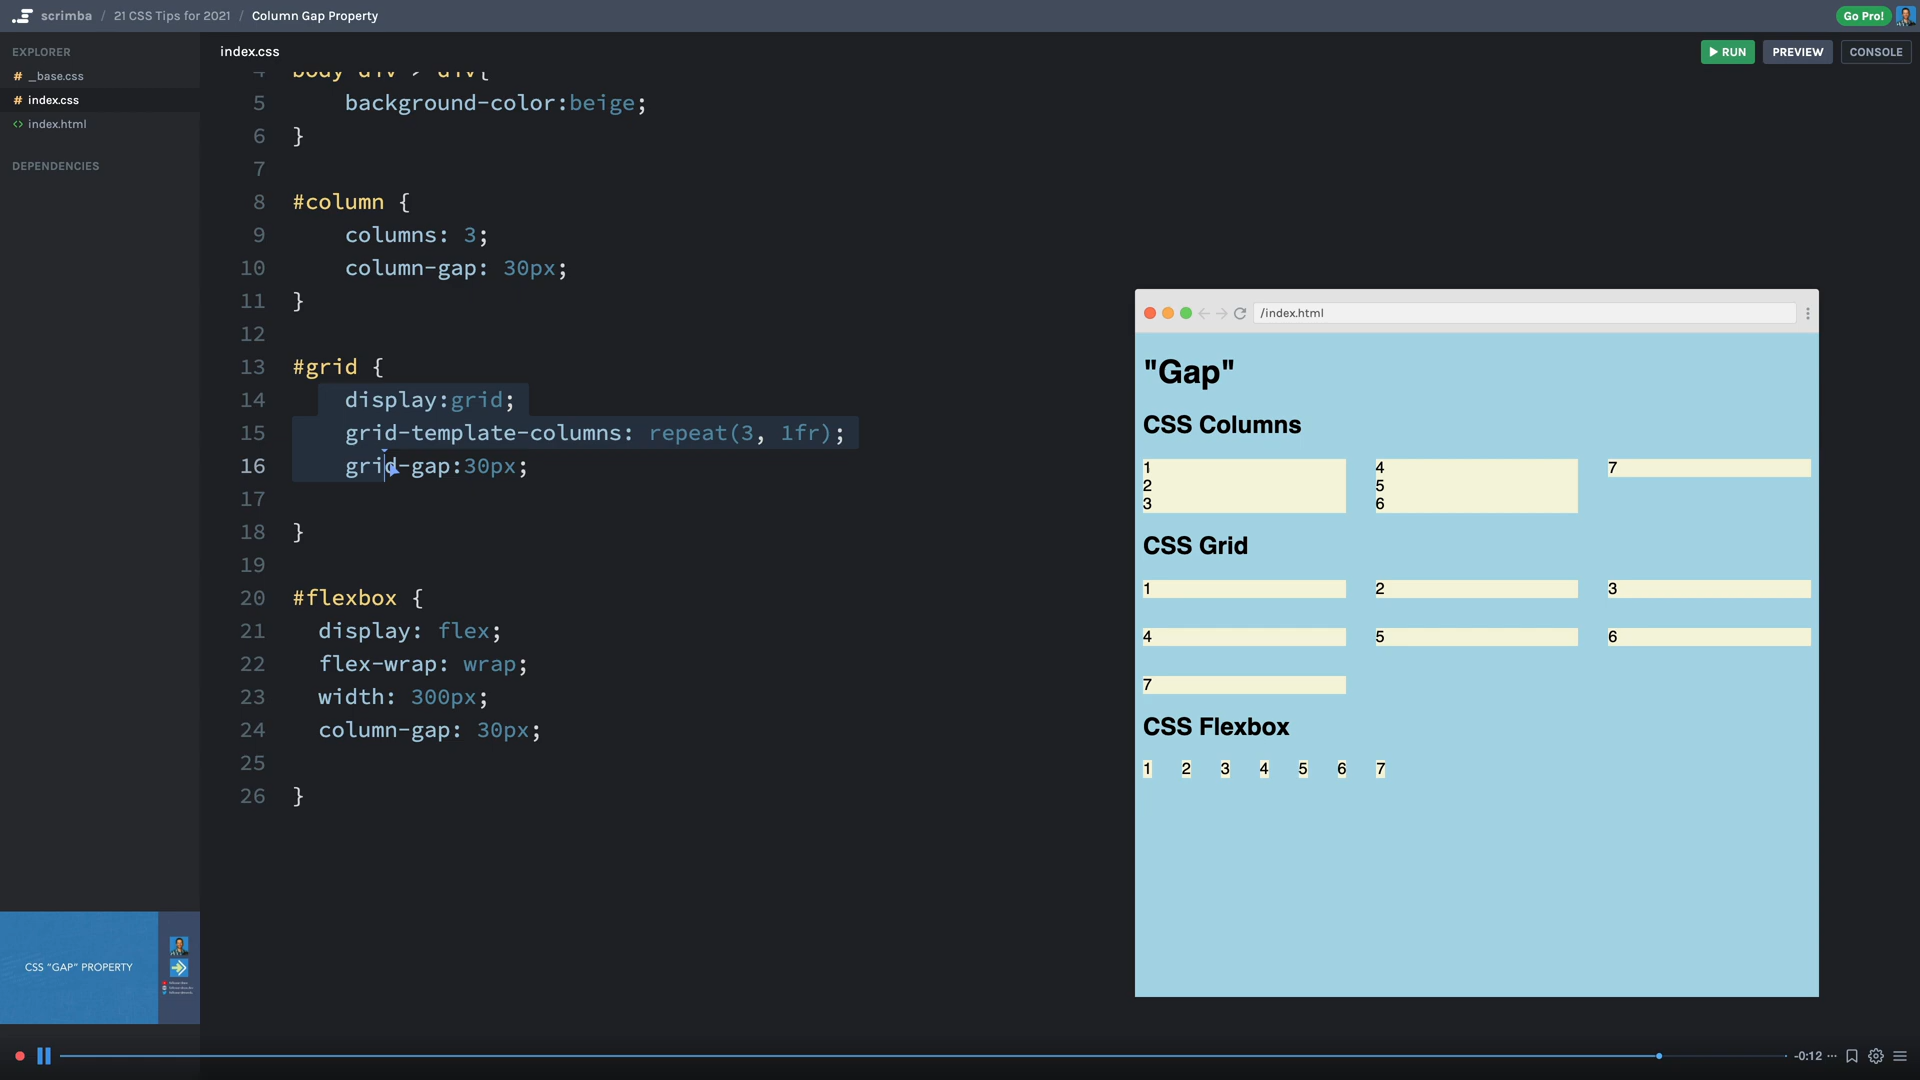 scrimba / 21 CSS Tips for 2021 / Column Gap Property
Go Pro!
EXPLORER
# _base.css
# index.css
<> index.html
DEPENDENCIES
index.css
RUN
PREVIEW
CONSOLE
4 body div > div{
5 background-color:beige;
6 }
7
8 #column {
9 columns: 3;
10 column-gap: 30px;
11 }
12
13 #grid {
14 display:grid;
15 grid-template-columns: repeat(3, 1fr);
16 grid-gap:30px;
17
18 }
19
20 #flexbox {
21 display: flex;
22 flex-wrap: wrap;
23 width: 300px;
24 column-gap: 30px;
25
26 }
/index.html
"Gap"
CSS Columns
1 4 7
2 5
3 6
CSS Grid
1 2 3
4 5 6
7
CSS Flexbox
1 2 3 4 5 6 7
CSS "GAP" PROPERTY
-0:12